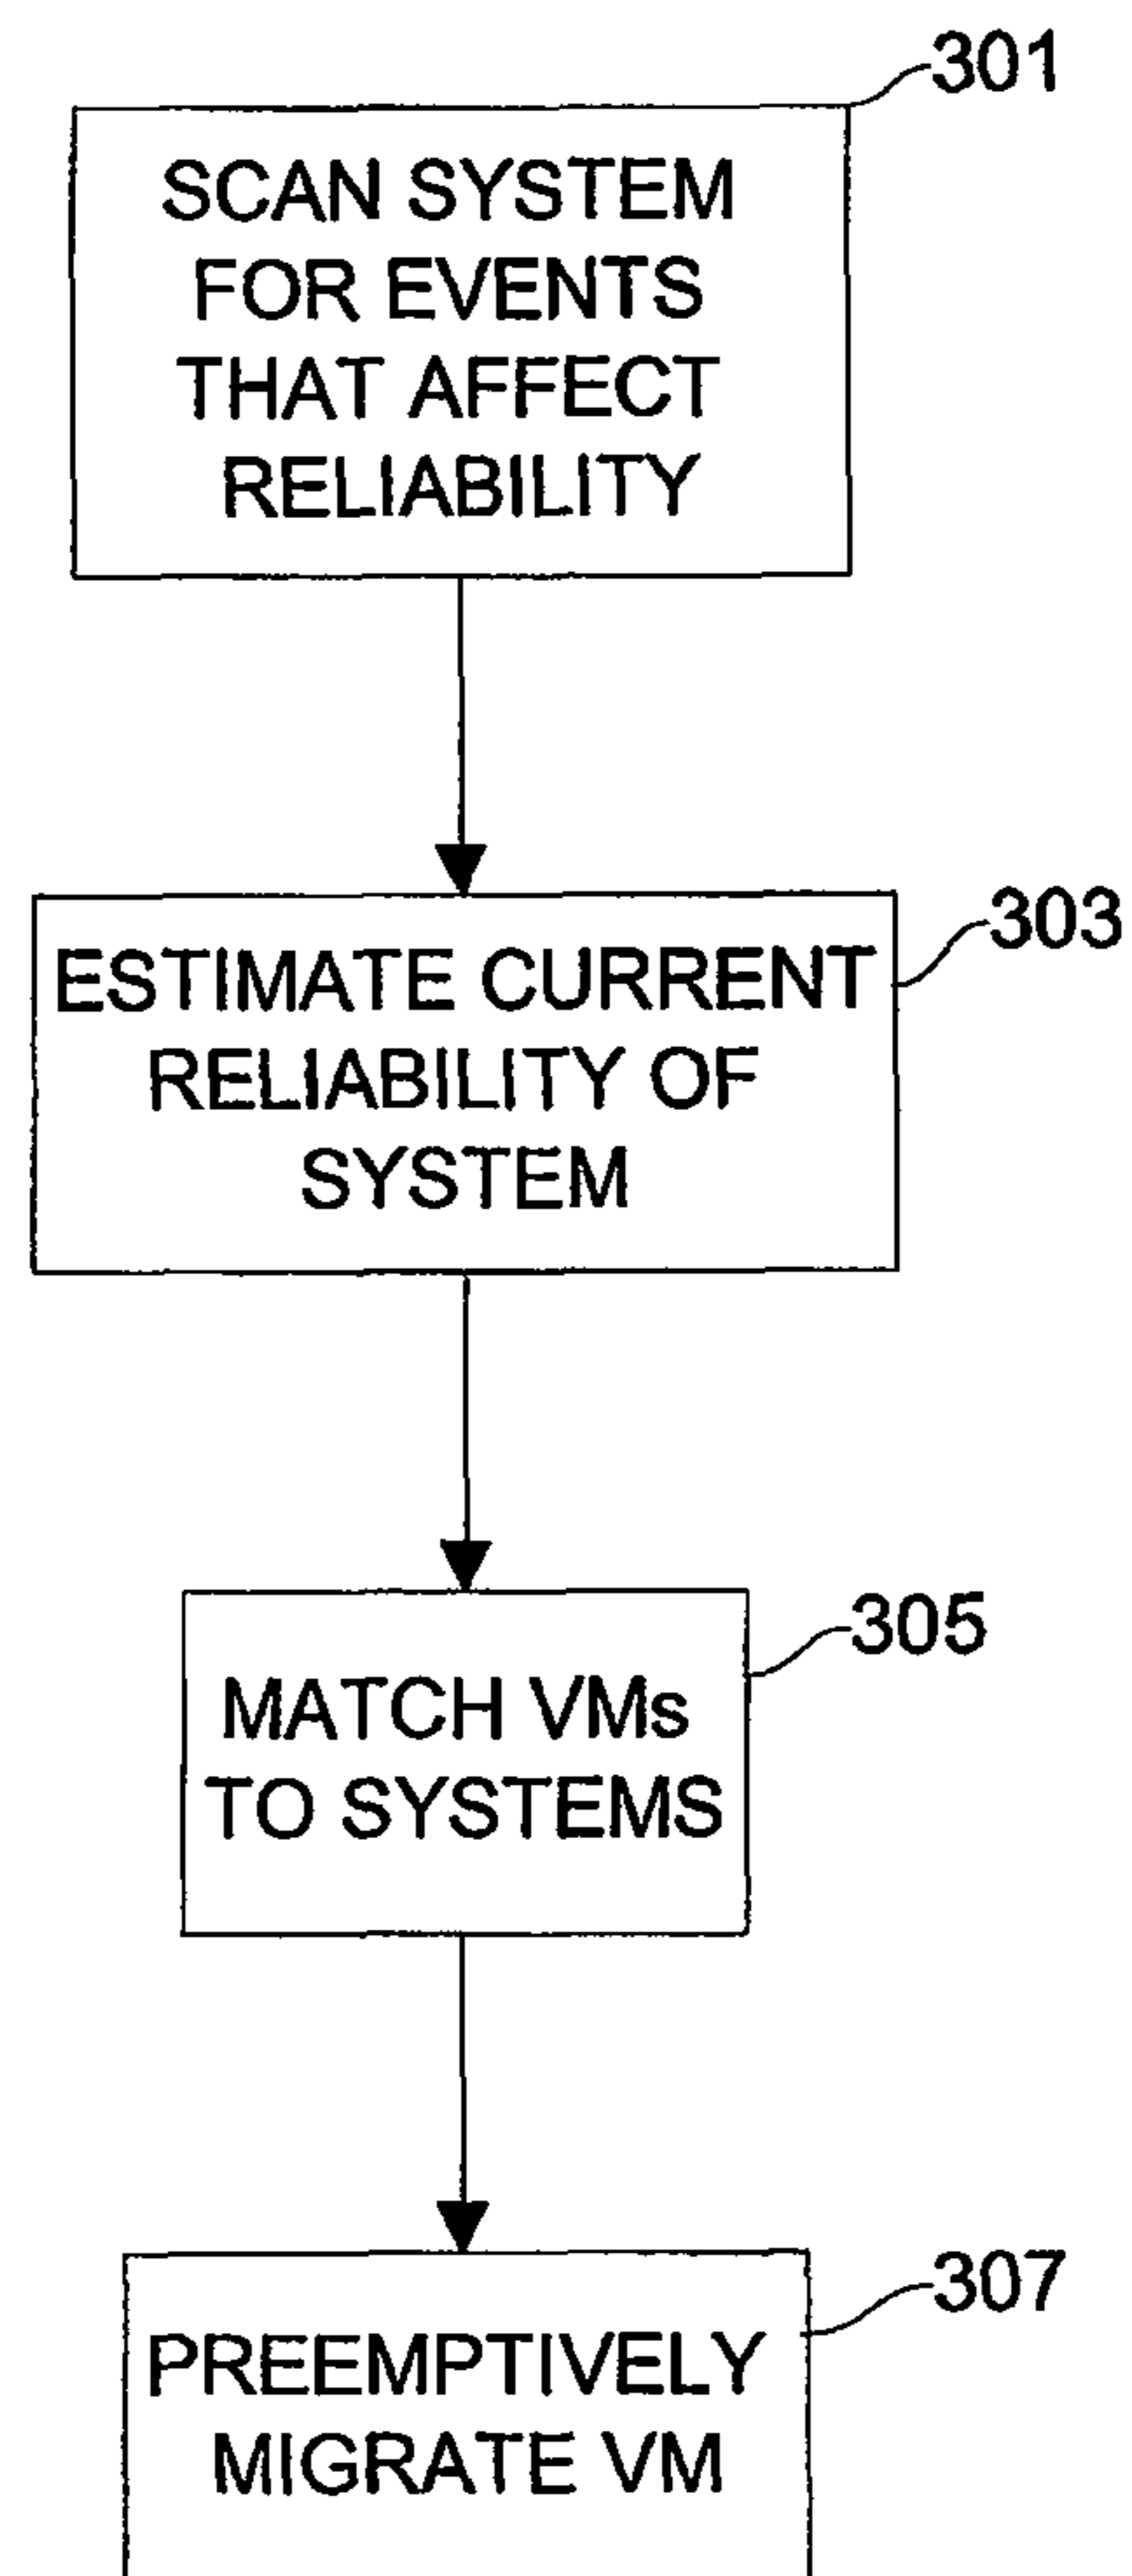 301
SCAN SYSTEM
FOR EVENTS
THAT AFFECT
RELIABILITY
303
ESTIMATE CURRENT
RELIABILITY OF
SYSTEM
305
MATCH VMs
TO SYSTEMS
307
PREEMPTIVELY
MIGRATE VM